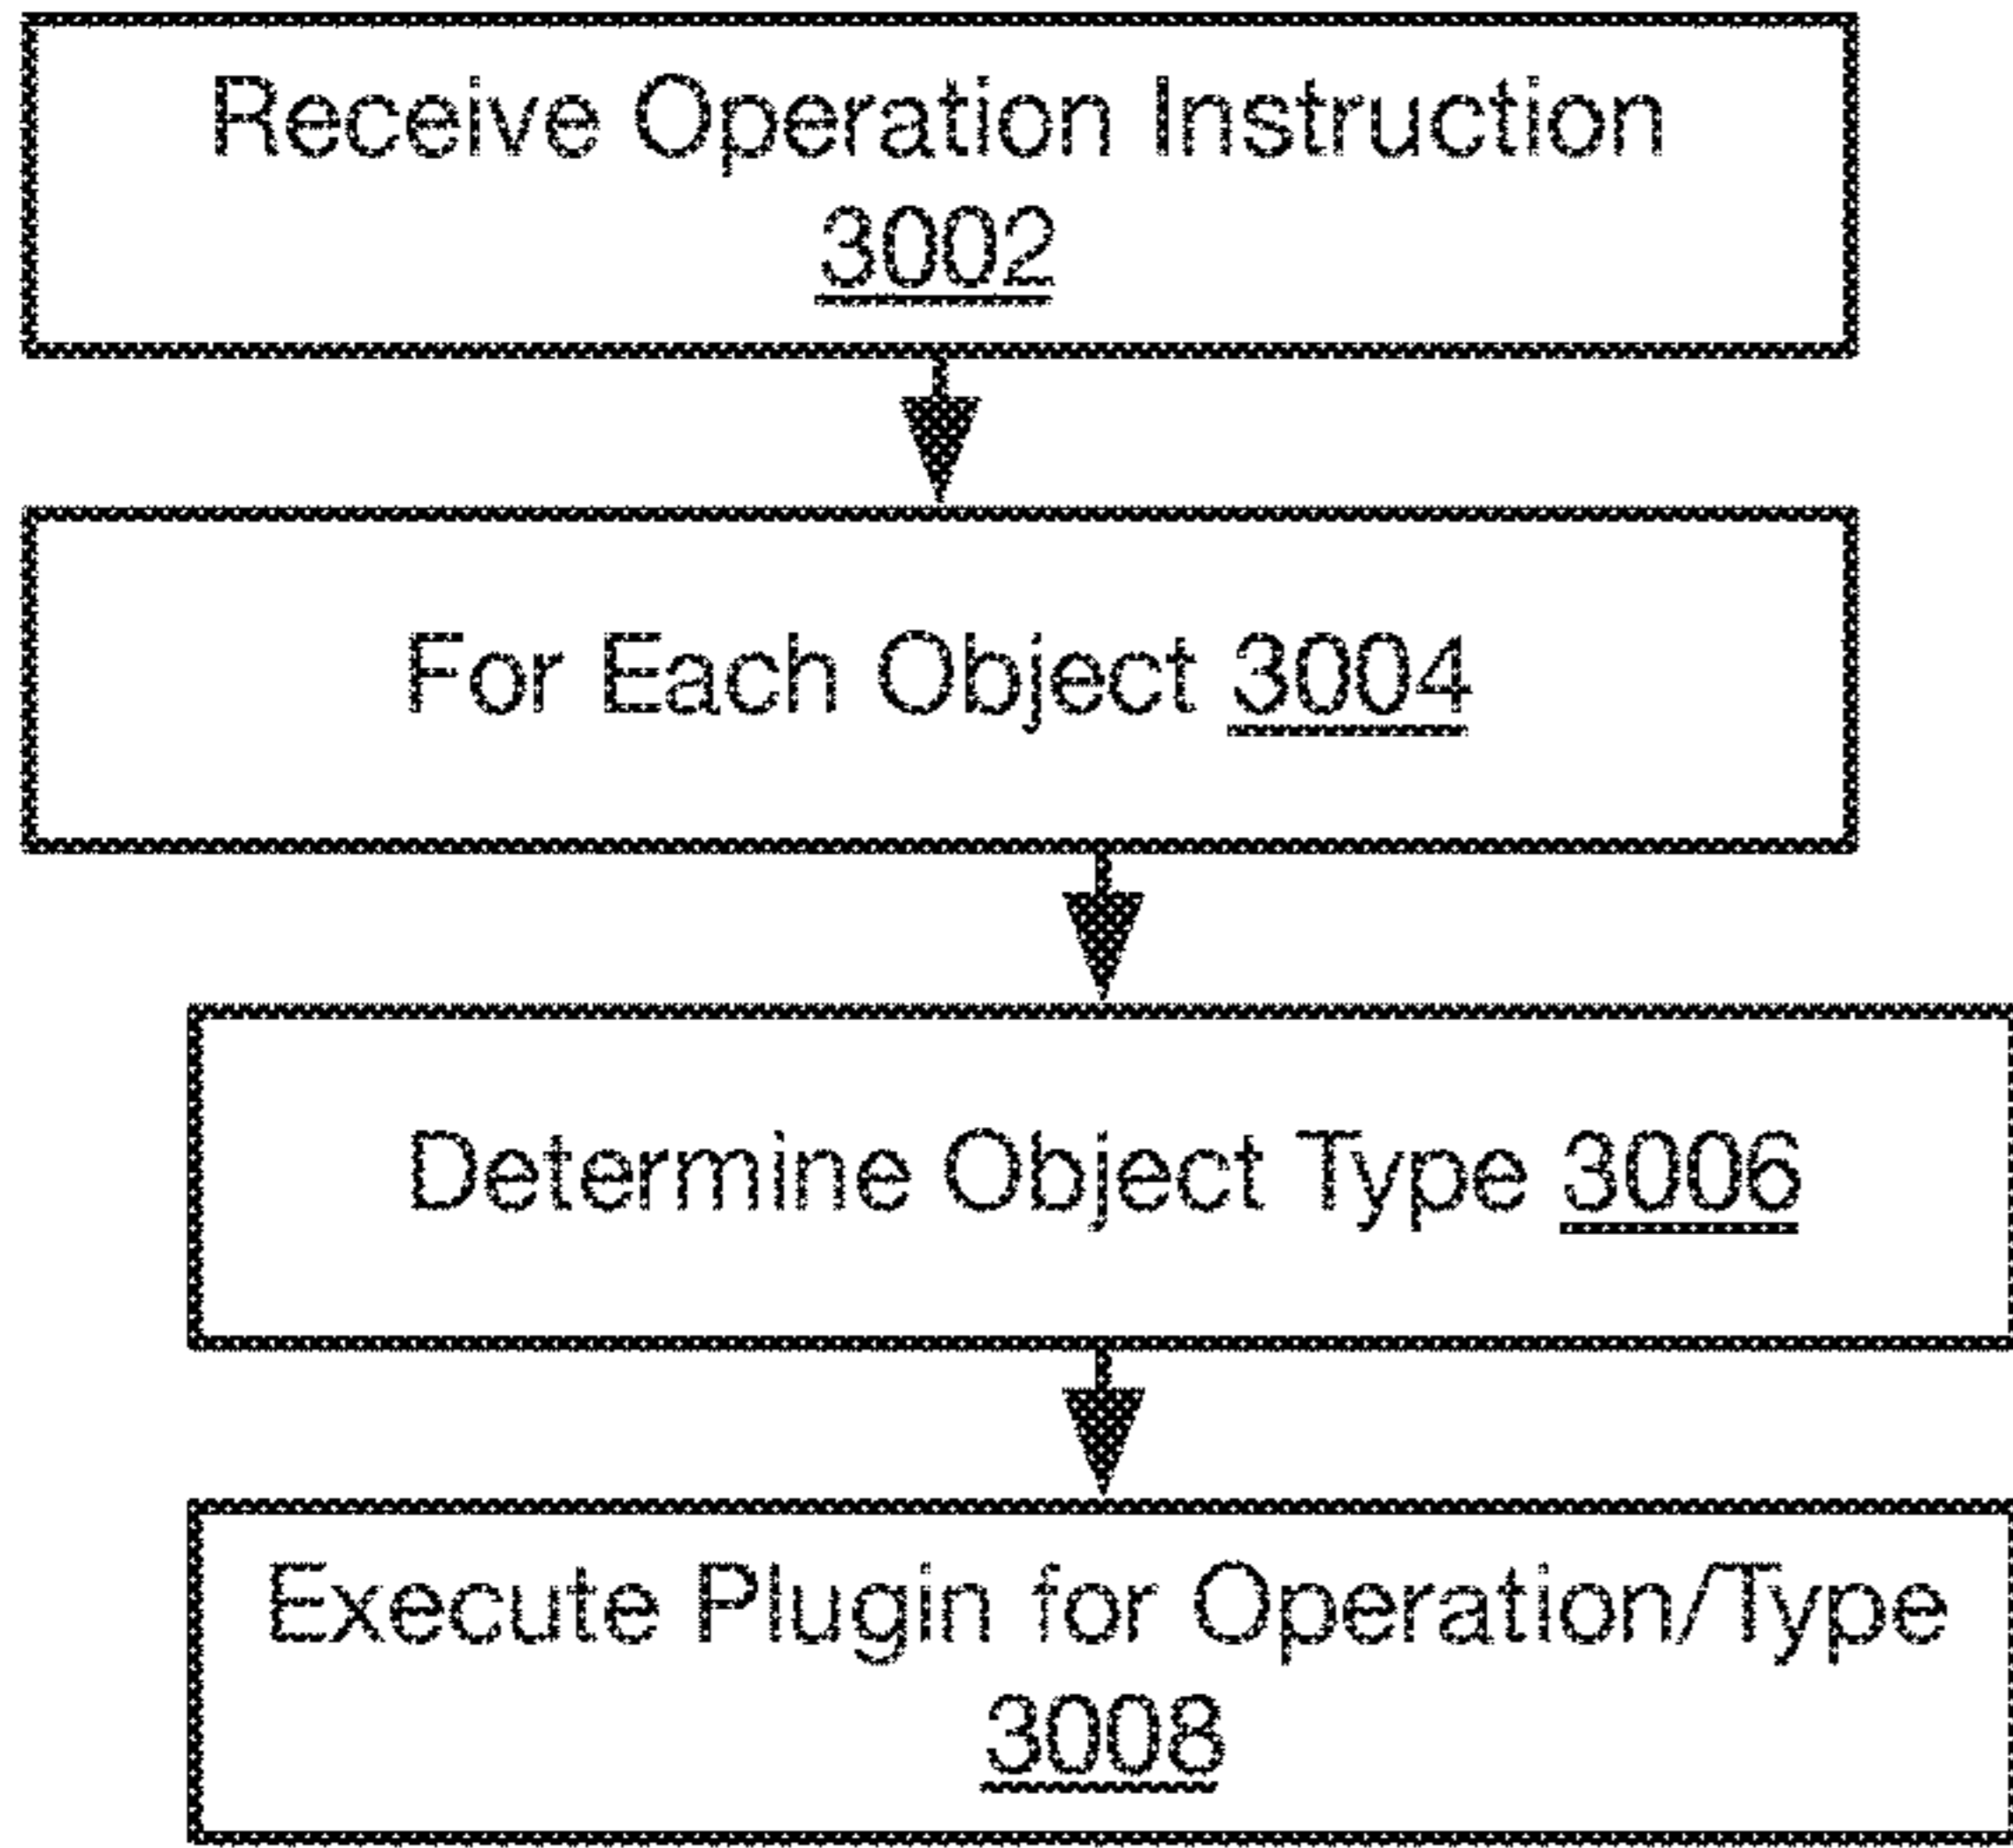 Receive Operation Instruction
3002
For Each Object 3004
Determine Object Type 3006
Execute Plugin for Operation/Type
3008